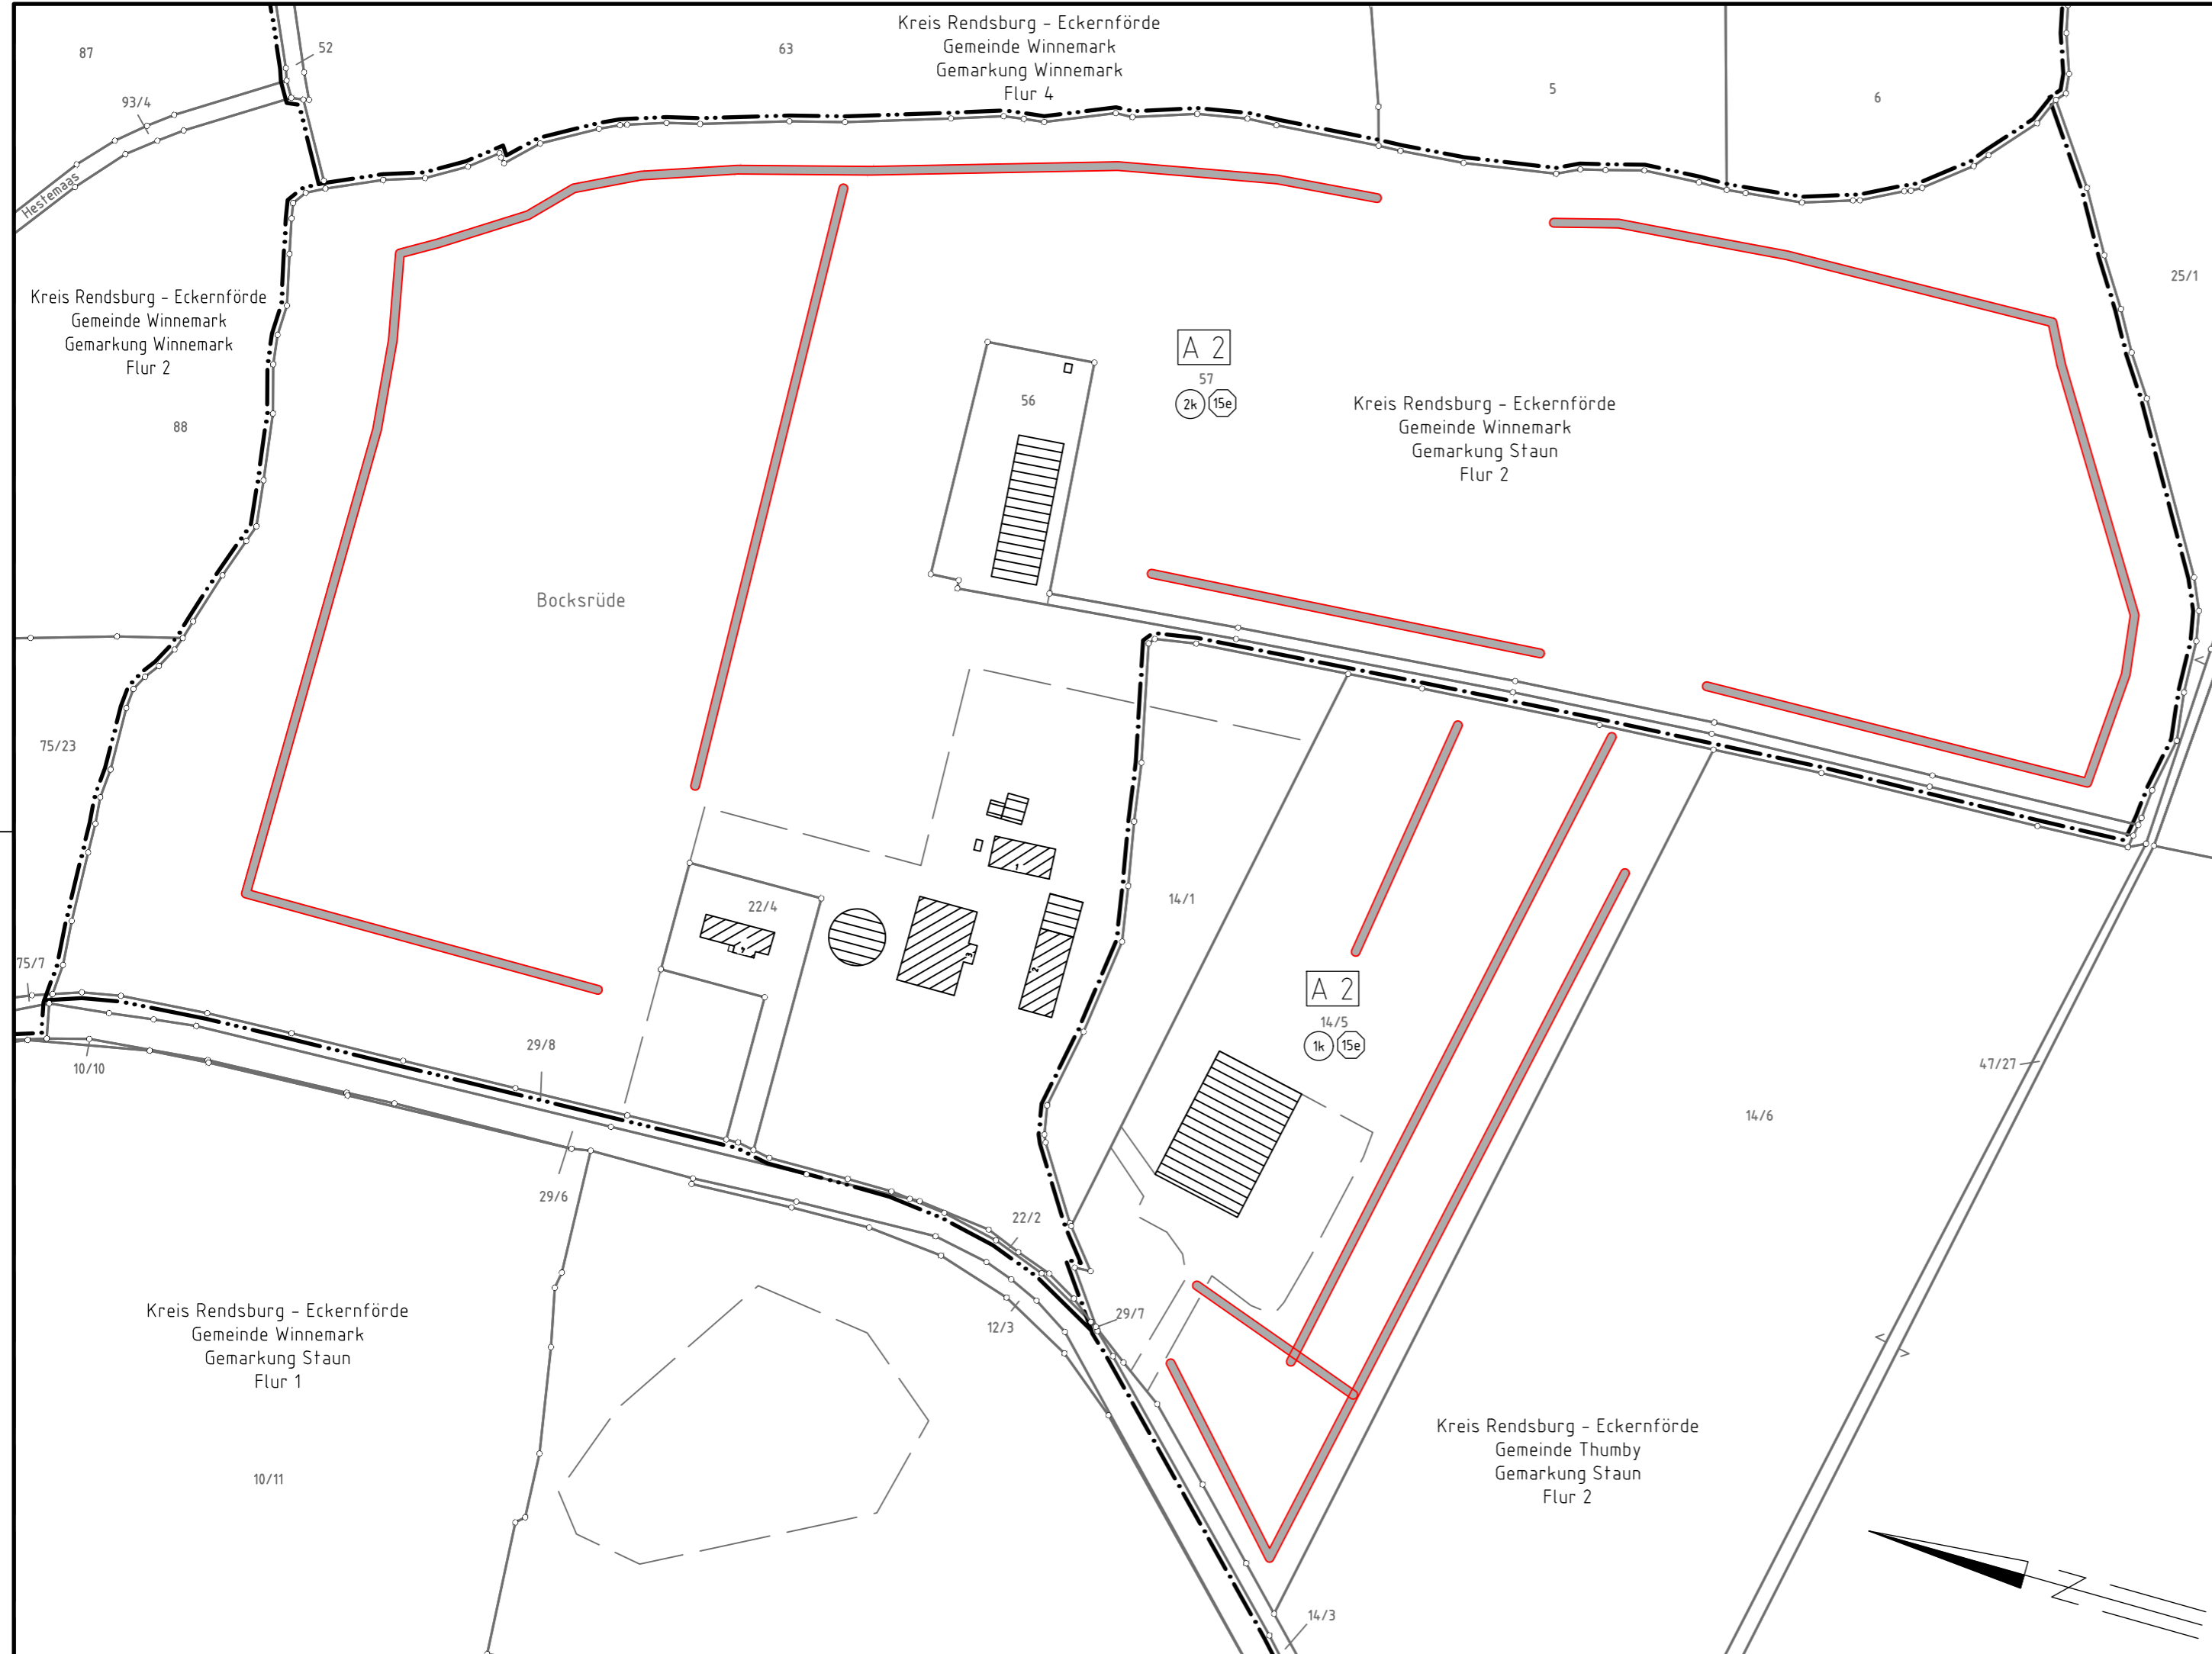 Kreis Rendsburg - Eckernförde
Gemeinde Winnemark
Gemarkung Winnemark
Flur 4
87
52
63
93/4
5
6
Hestemaas
25/1
Kreis Rendsburg - Eckernförde
Gemeinde Winnemark
Gemarkung Winnemark
Flur 2
88
A 2
57
2k 15e
56
Kreis Rendsburg - Eckernförde
Gemeinde Winnemark
Gemarkung Staun
Flur 2
Bocksrüde
75/23
1
14/1
22/4
4
3
2
75/7
A 2
14/5
1k 15e
29/8
10/10
47/27
14/6
29/6
22/2
29/7
12/3
Kreis Rendsburg - Eckernförde
Gemeinde Winnemark
Gemarkung Staun
Flur 1
Kreis Rendsburg - Eckernförde
Gemeinde Thumby
Gemarkung Staun
Flur 2
10/11
14/3
N